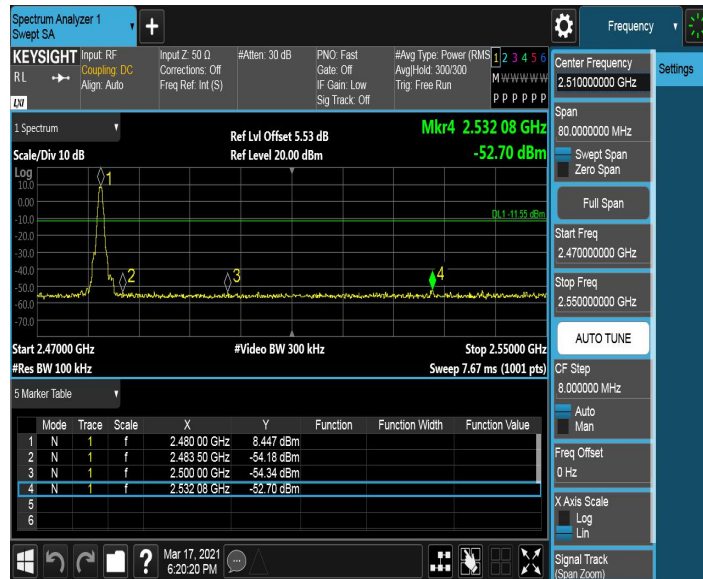 Spectrum Analyzer 1
Swept SA
+
Frequency
KEYSIGHT
RL
LXI
Input: RF
Coupling: DC
Align: Auto
Input Z: 50 Ω
Corrections: Off
Freq Ref: Int (S)
#Atten: 30 dB
PNO: Fast
Gate: Off
IF Gain: Low
Sig Track: Off
#Avg Type: Power (RMS
Avg|Hold: 300/300
Trig: Free Run
1 2 3 4 5 6
M W W W W W
P P P P P P
1 Spectrum
Scale/Div 10 dB
Ref Lvl Offset 5.53 dB
Ref Level 20.00 dBm
Mkr4 2.532 08 GHz
-52.70 dBm
Log
10.0
0.00
-10.0
-20.0
-30.0
-40.0
-50.0
-60.0
-70.0
1
2
3
4
DL1 -11.55 dBm
Start 2.47000 GHz
#Res BW 100 kHz
#Video BW 300 kHz
Stop 2.55000 GHz
Sweep 7.67 ms (1001 pts)
5 Marker Table
Mode Trace Scale X Y Function Function Width Function Value
1 N 1 f 2.480 00 GHz 8.447 dBm
2 N 1 f 2.483 50 GHz -54.18 dBm
3 N 1 f 2.500 00 GHz -54.34 dBm
4 N 1 f 2.532 08 GHz -52.70 dBm
5
6
?
Mar 17, 2021
6:20:20 PM
Center Frequency
2.510000000 GHz
Settings
Span
80.0000000 MHz
Swept Span
Zero Span
Full Span
Start Freq
2.470000000 GHz
Stop Freq
2.550000000 GHz
AUTO TUNE
CF Step
8.000000 MHz
Auto
Man
Freq Offset
0 Hz
X Axis Scale
Log
Lin
Signal Track
(Span Zoom)